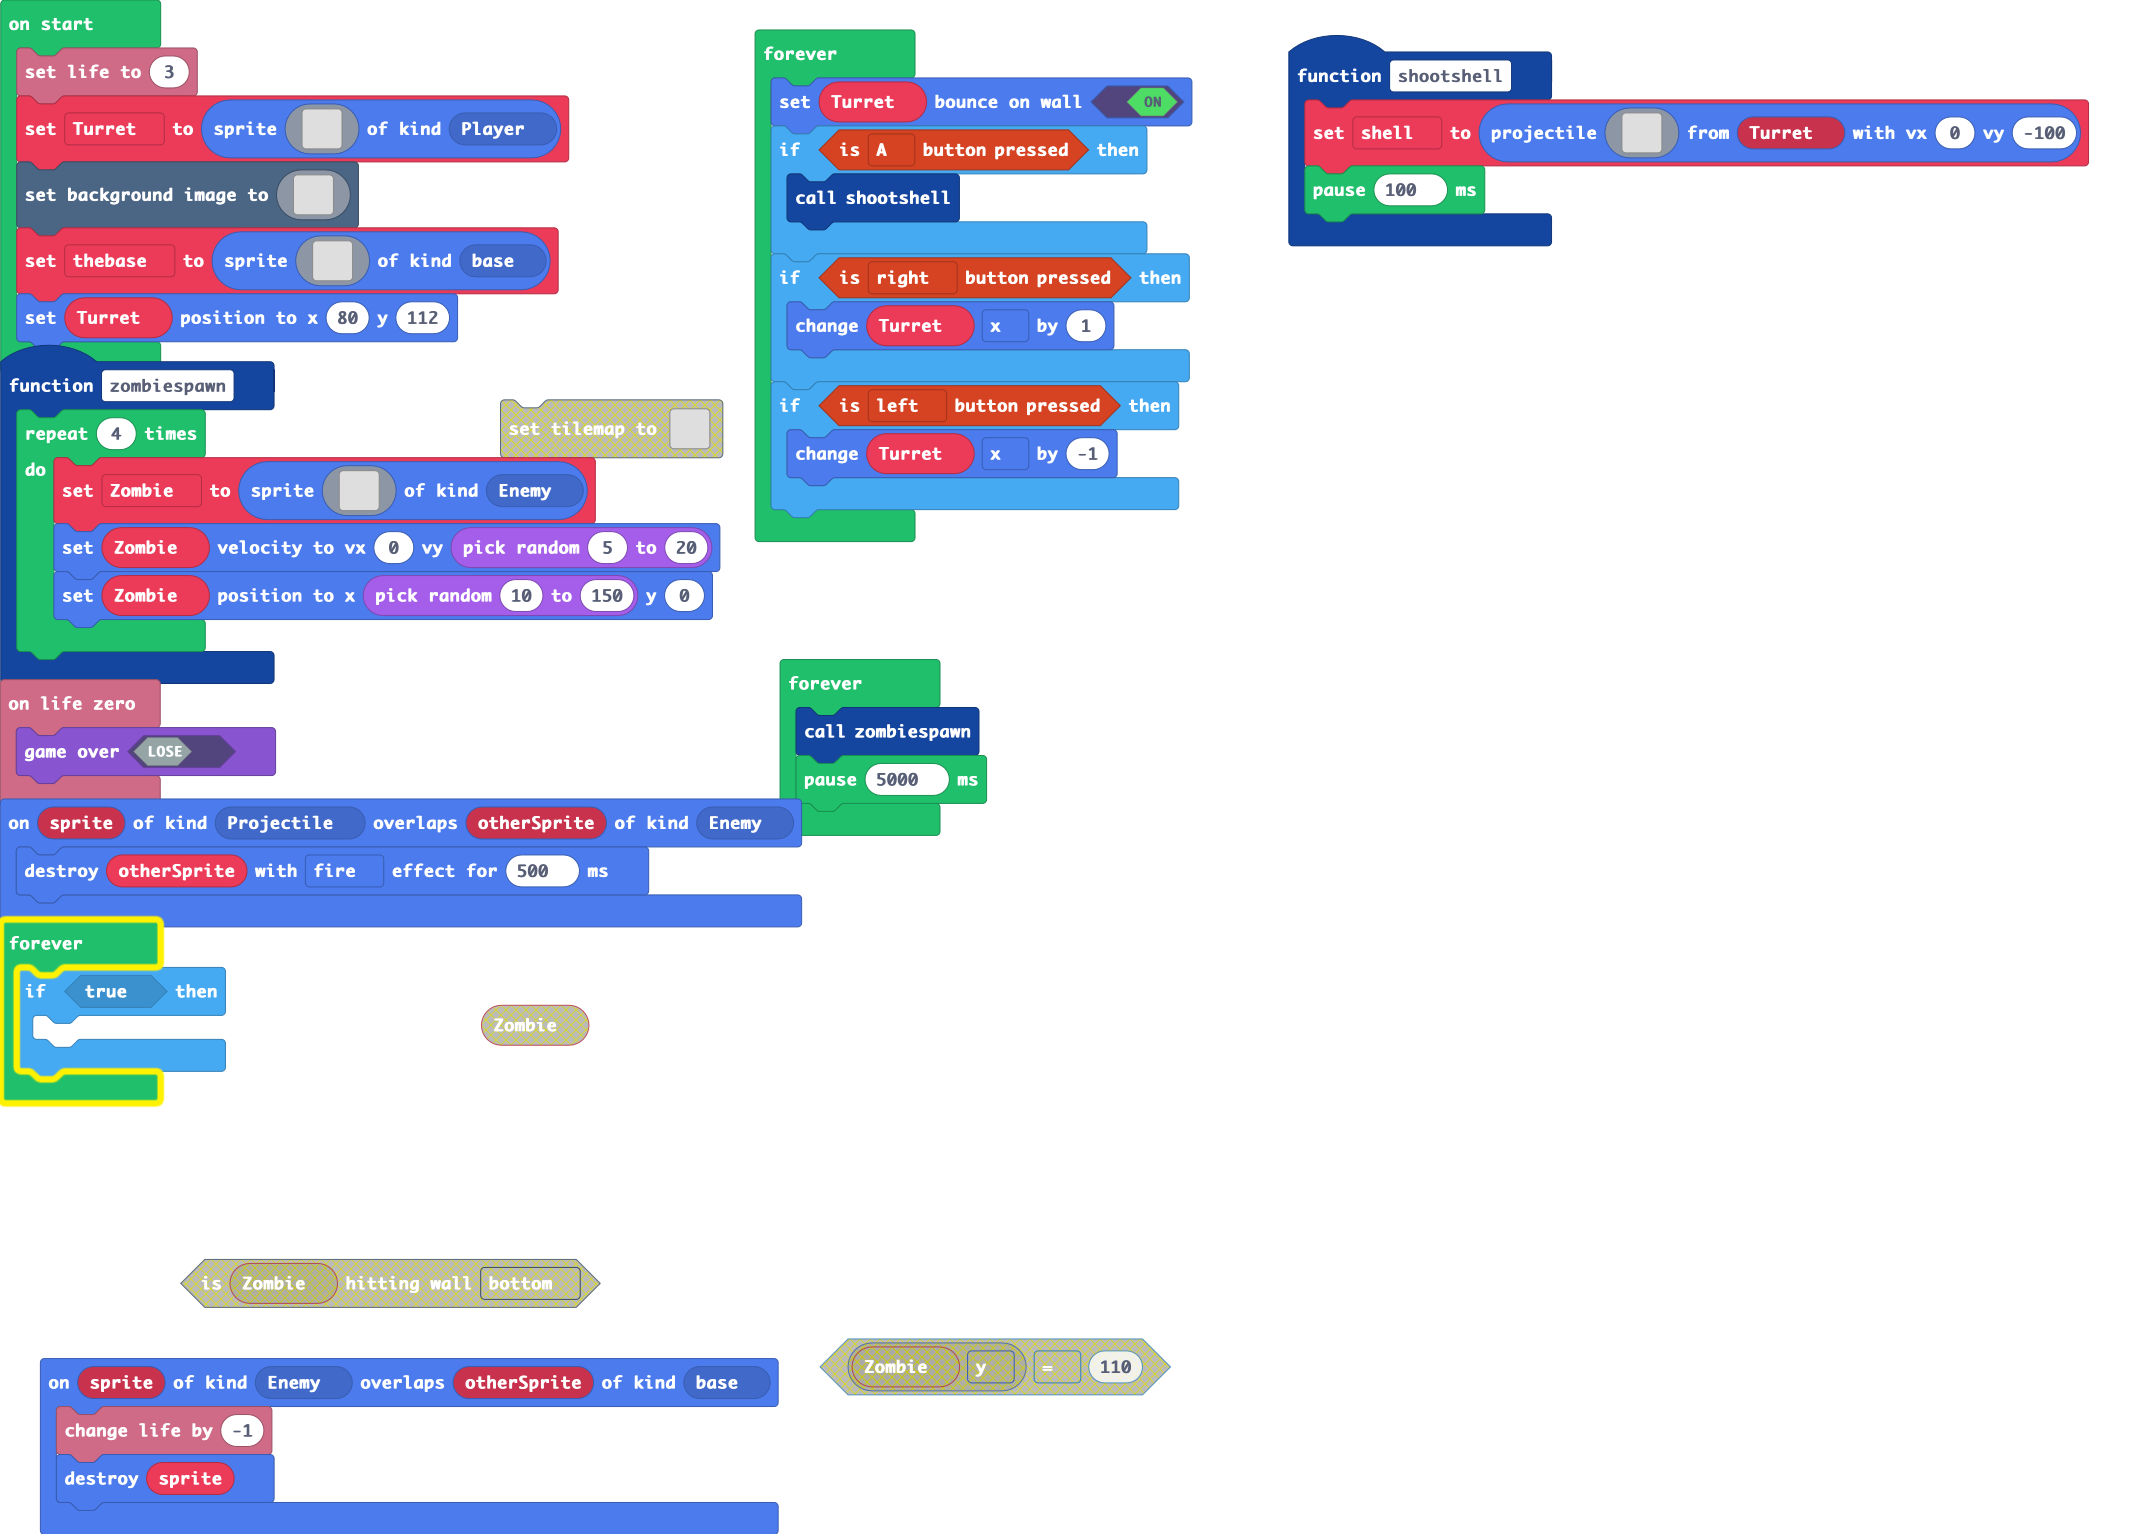 on start
set life to 3
set Turret to sprite of kind Player
set background image to
set thebase to sprite of kind base
set Turret position to x 80 y 112
function zombiespawn
repeat 4 times
do
set Zombie to sprite of kind Enemy
set Zombie velocity to vx 0 vy pick random 5 to 20
set Zombie position to x pick random 10 to 150 y 0
set tilemap to
on life zero
game over LOSE
on sprite of kind Projectile overlaps otherSprite of kind Enemy
destroy otherSprite with fire effect for 500 ms
forever
if true then
Zombie
is Zombie hitting wall bottom
on sprite of kind Enemy overlaps otherSprite of kind base
change life by -1
destroy sprite
forever
set Turret bounce on wall ON
if is A button pressed then
call shootshell
if is right button pressed then
change Turret x by 1
if is left button pressed then
change Turret x by -1
forever
call zombiespawn
pause 5000 ms
Zombie y = 110
function shootshell
set shell to projectile from Turret with vx 0 vy -100
pause 100 ms